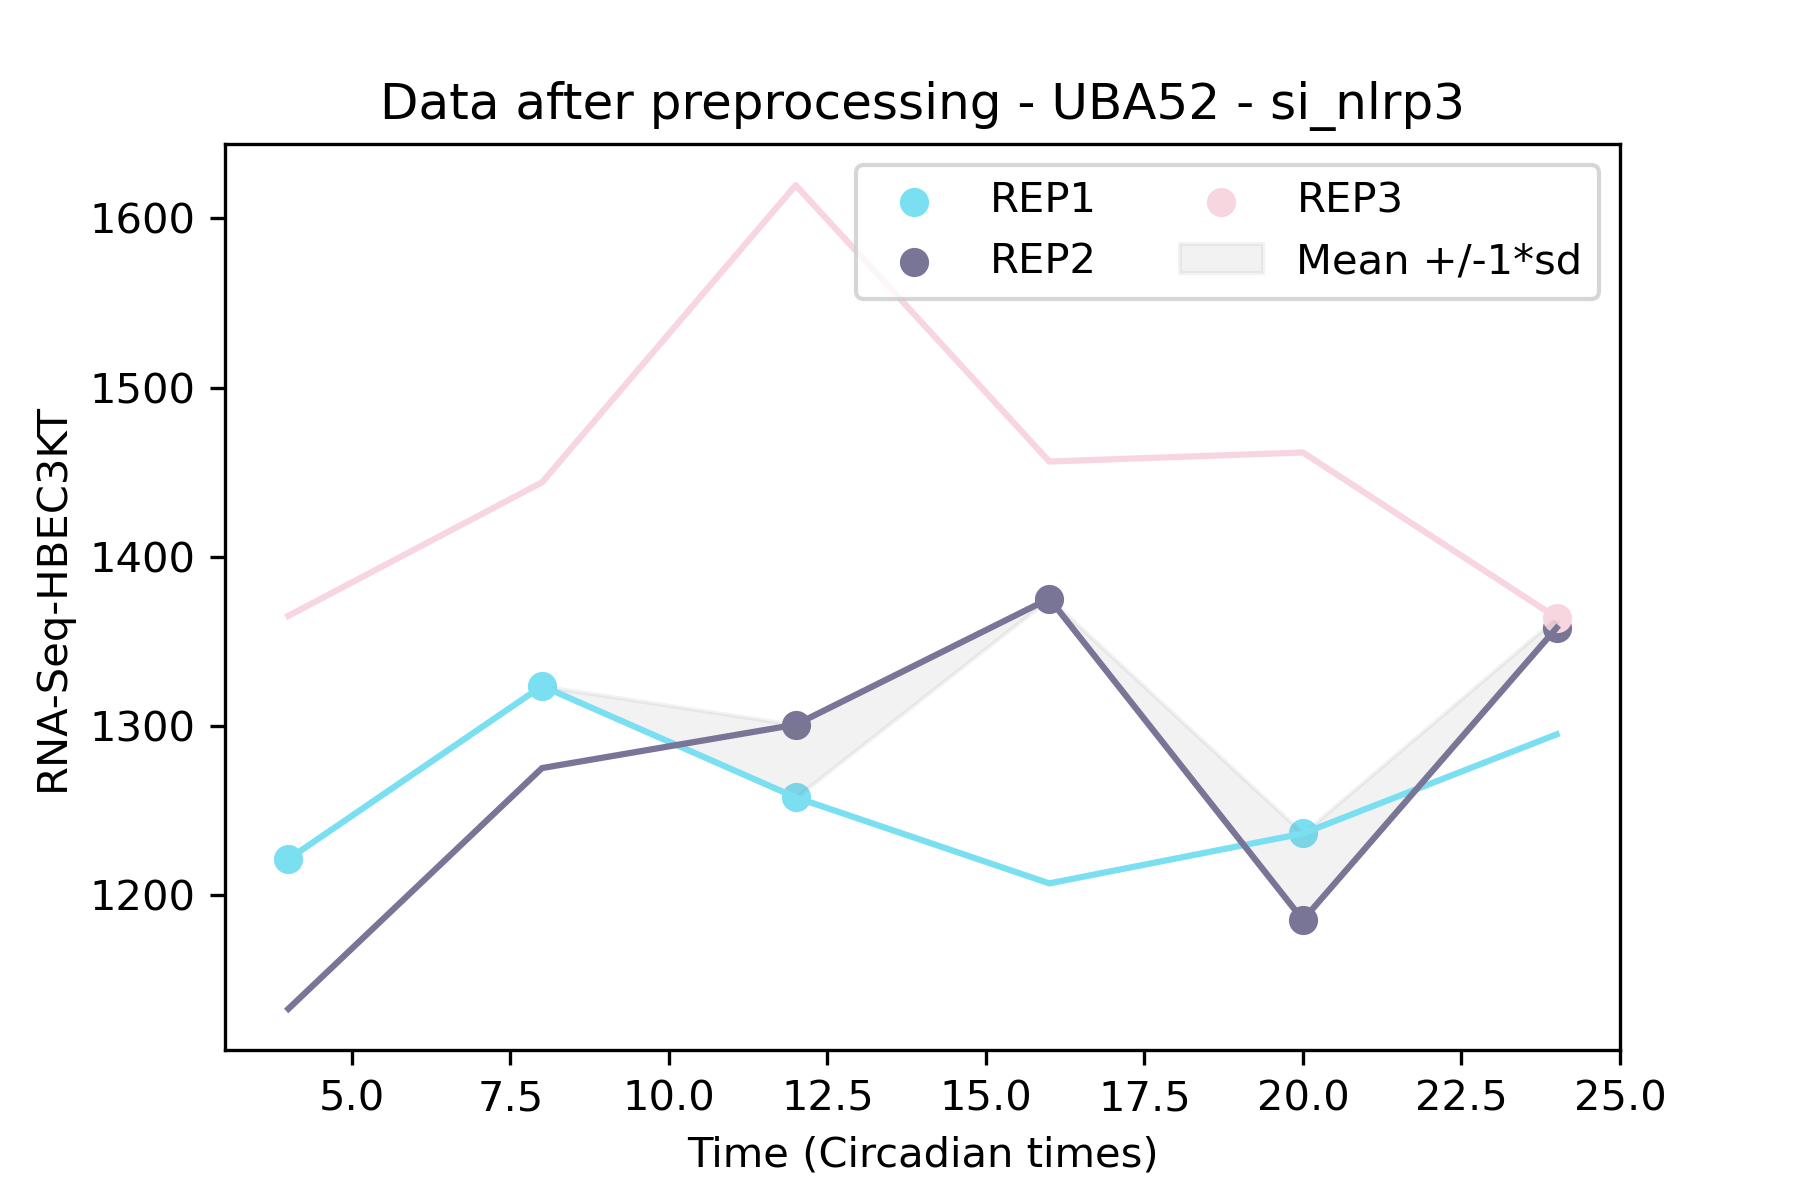 Data after preprocessing - UBA52 - si_nlrp3
REP1
REP2
REP3
Mean +/-1*sd
RNA-Seq-HBEC3KT
1600
1500
1400
1300
1200
5.0 7.5 10.0 12.5 15.0 17.5 20.0 22.5 25.0
Time (Circadian times)